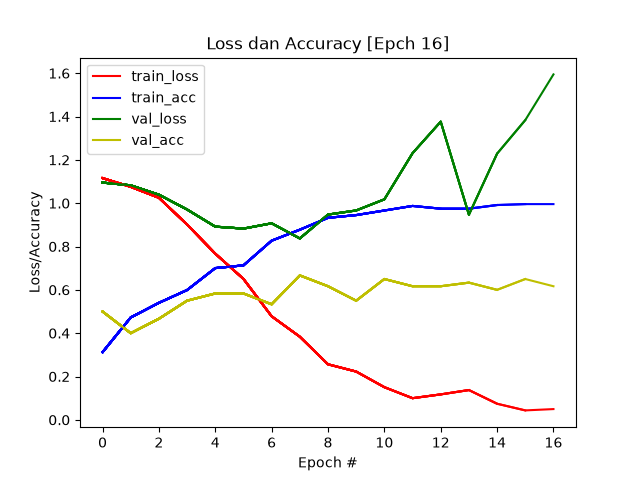 Loss dan Accuracy [Epch 16]
train_loss
train_acc
val_loss
val_acc
Loss/Accuracy
1.6
1.4
1.2
1.0
0.8
0.6
0.4
0.2
0.0
0 2 4 6 8 10 12 14 16
Epoch #